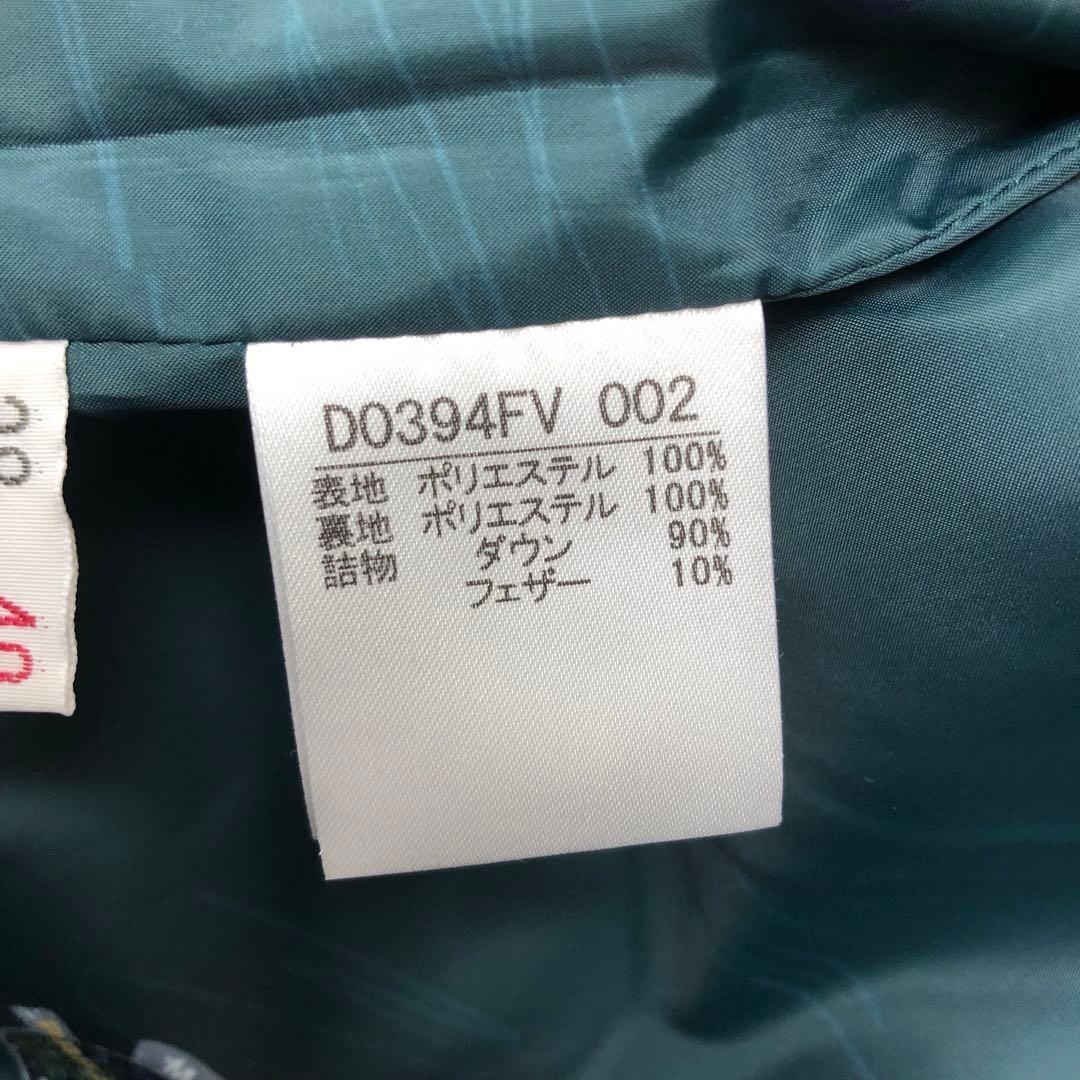 D0394FV 002
表地 ポリエステル 100%
裏地 ポリエステル 100%
詰物 ダウン 90%
フェザー 10%
40